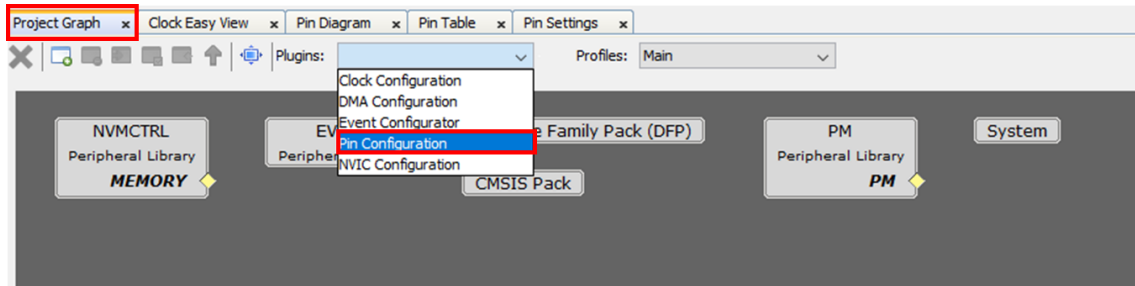 Project Graph x Clock Easy View x Pin Diagram x Pin Table x Pin Settings x
Plugins: Profiles: Main
Clock Configuration
DMA Configuration
Event Configurator
Pin Configuration
NVIC Configuration
NVMCTRL
Peripheral Library
MEMORY
EV
Peripher
e Family Pack (DFP)
CMSIS Pack
PM
Peripheral Library
PM
System